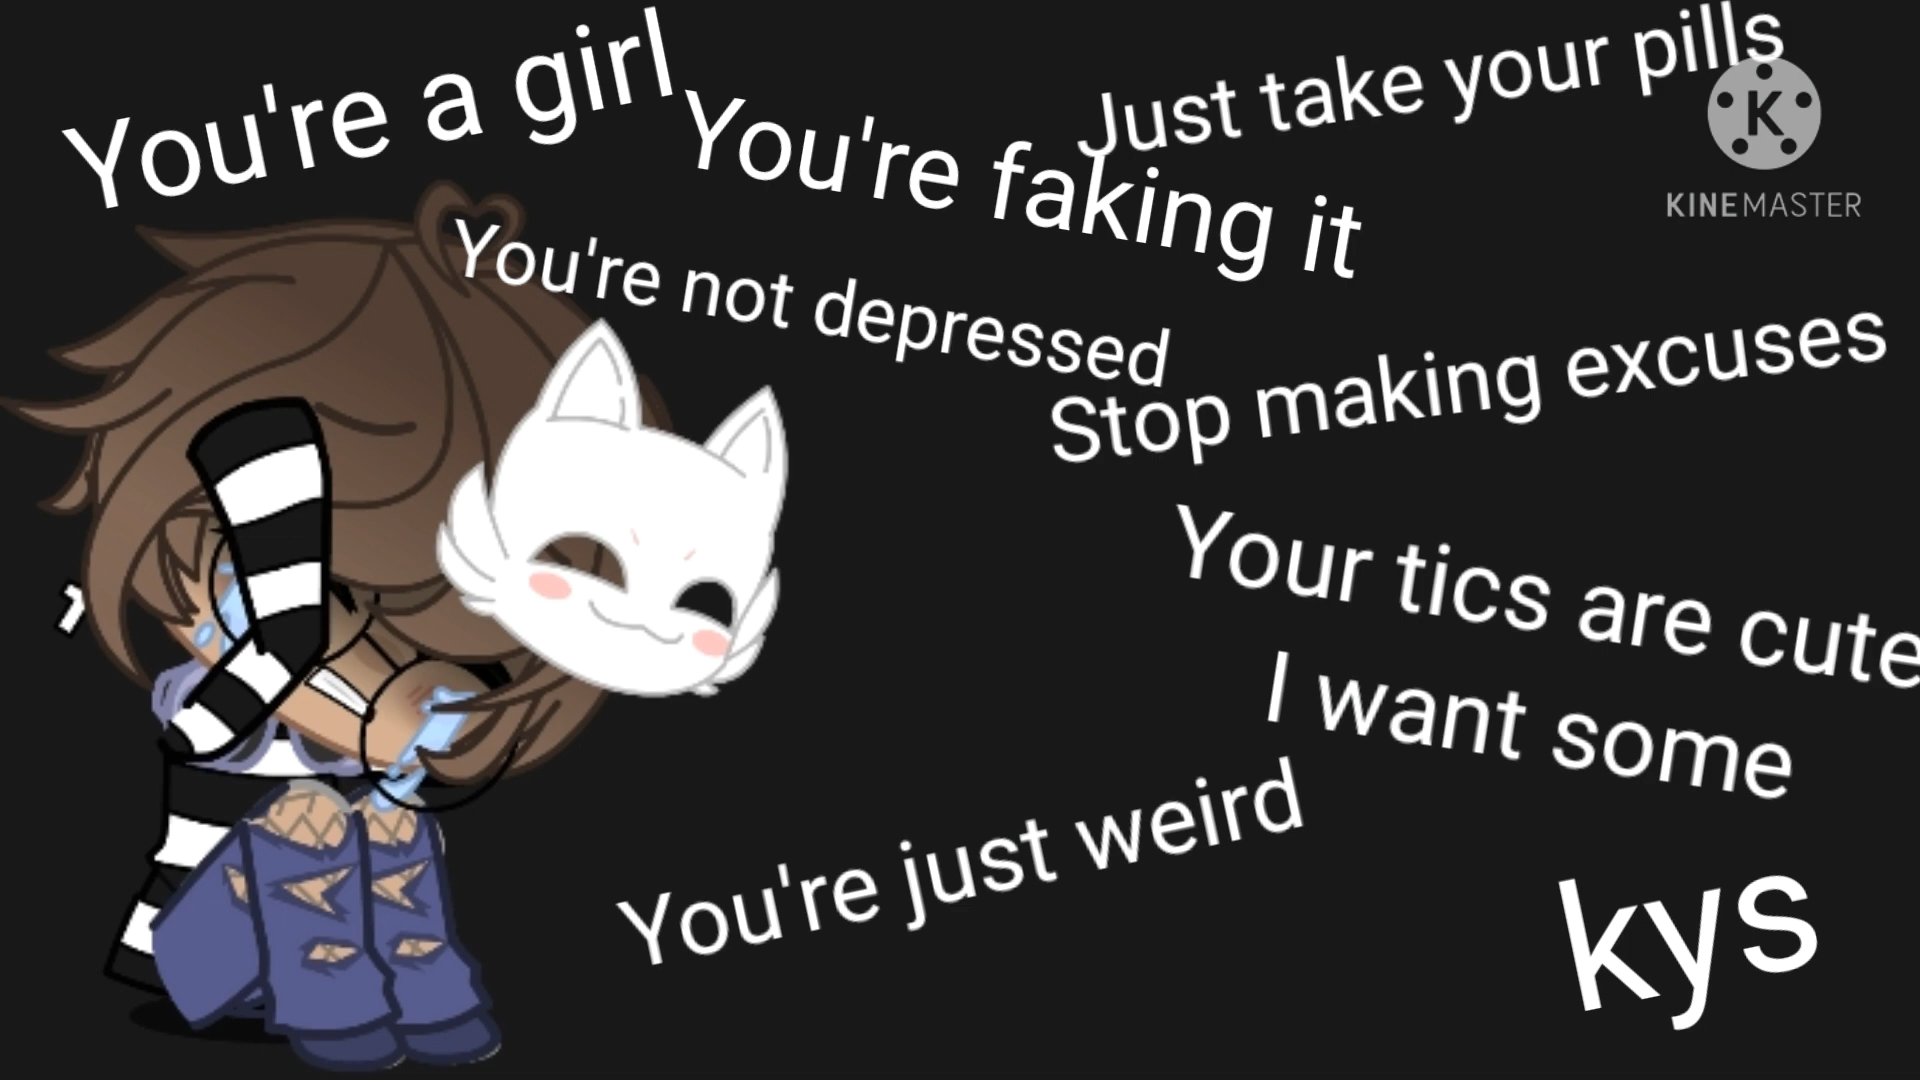 You're a girl
Just take your pills
You're faking it
You're not depressed
Stop making excuses
Your tics are cute
I want some
You're just weird
kys
K
KINEMASTER